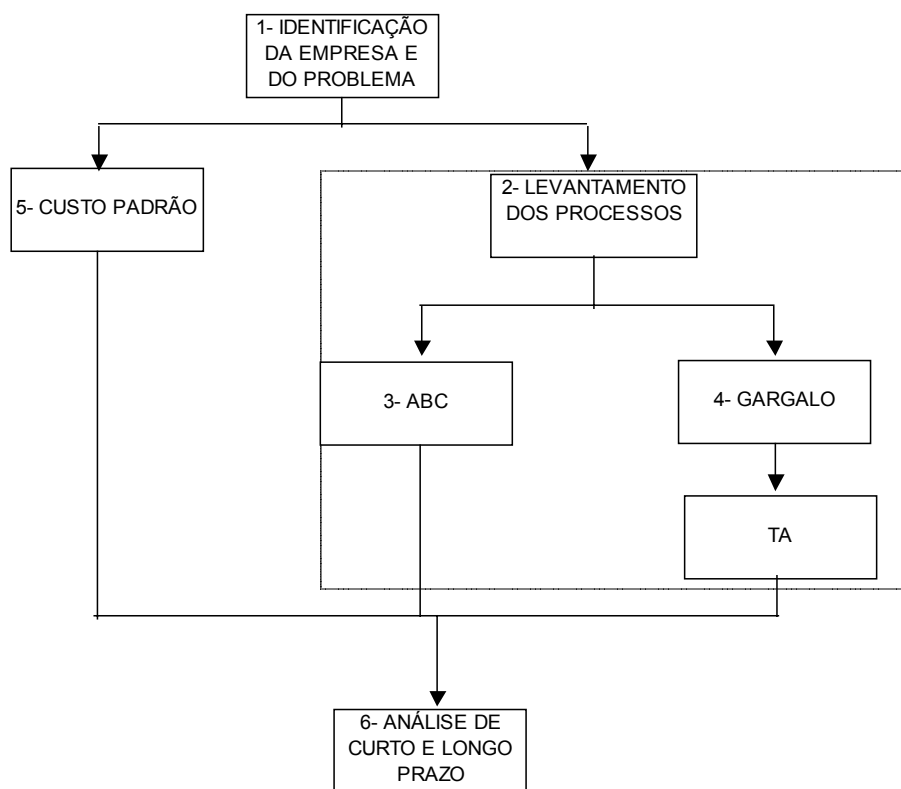 1- IDENTIFICAÇÃO
DA EMPRESA E
DO PROBLEMA
5- CUSTO PADRÃO
2- LEVANTAMENTO
DOS PROCESSOS
3- ABC
4- GARGALO
TA
6- ANÁLISE DE
CURTO E LONGO
PRAZO